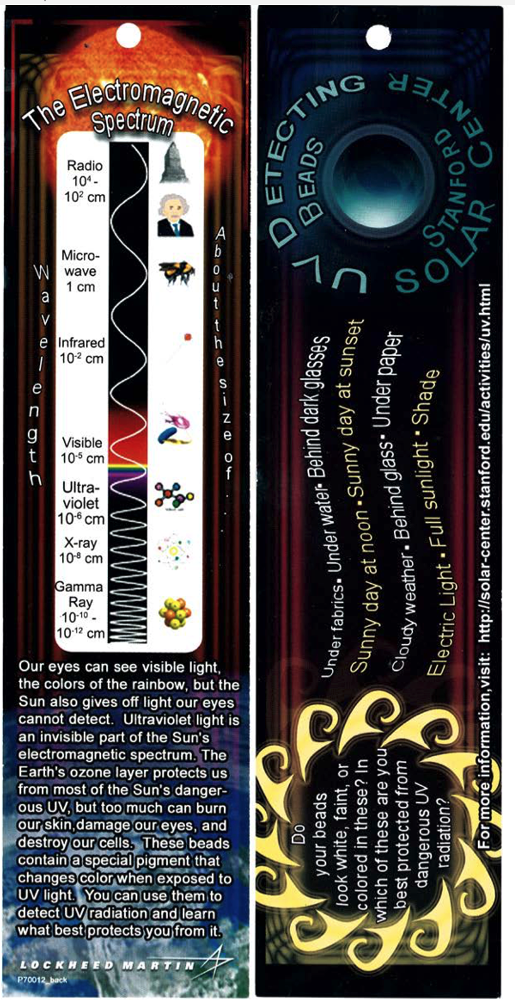 The Electromagnetic
Spectrum
Wavelength
About the size of . . .
Radio
10⁴ -
10² cm
Micro-
wave
1 cm
Infrared
10⁻² cm
Visible
10⁻⁵ cm
Ultra-
violet
10⁻⁶ cm
X-ray
10⁻⁸ cm
Gamma
Ray
10⁻¹⁰ -
10⁻¹² cm
Our eyes can see visible light,
the colors of the rainbow, but the
Sun also gives off light our eyes
cannot detect. Ultraviolet light is
an invisible part of the Sun's
electromagnetic spectrum. The
Earth's ozone layer protects us
from most of the Sun's danger-
ous UV, but too much can burn
our skin, damage our eyes, and
destroy our cells. These beads
contain a special pigment that
changes color when exposed to
UV light. You can use them to
detect UV radiation and learn
what best protects you from it.
LOCKHEED MARTIN
P70012_back
UV DETECTING
BEADS
STANFORD
SOLAR CENTER
Under fabrics▪ Under water▪ Behind dark glasses
Sunny day at noon▪Sunny day at sunset
Cloudy weather▪ Behind glass▪ Under paper
Electric Light▪ Full sunlight ▪ Shade
Do
your beads
look white, faint, or
colored in these? In
which of these are you
best protected from
dangerous UV
radiation?
For more information,visit: http://solar-center.stanford.edu/activities/uv.html